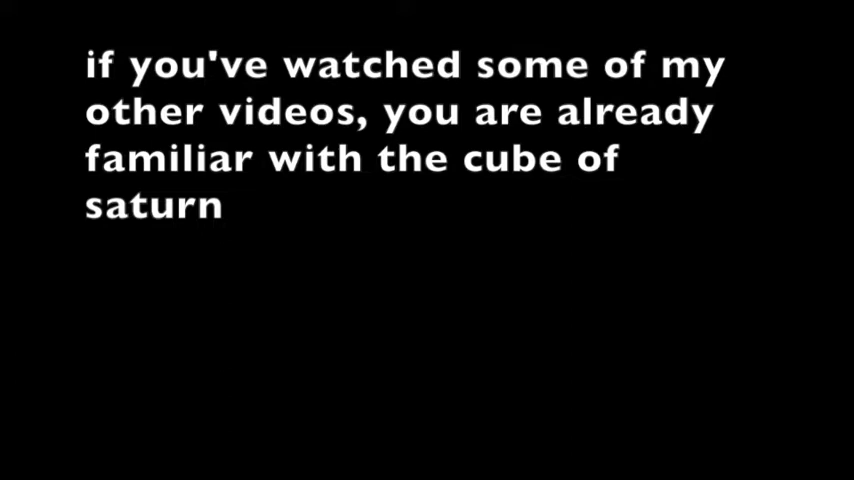 if you've watched some of my
other videos, you are already
familiar with the cube of
saturn